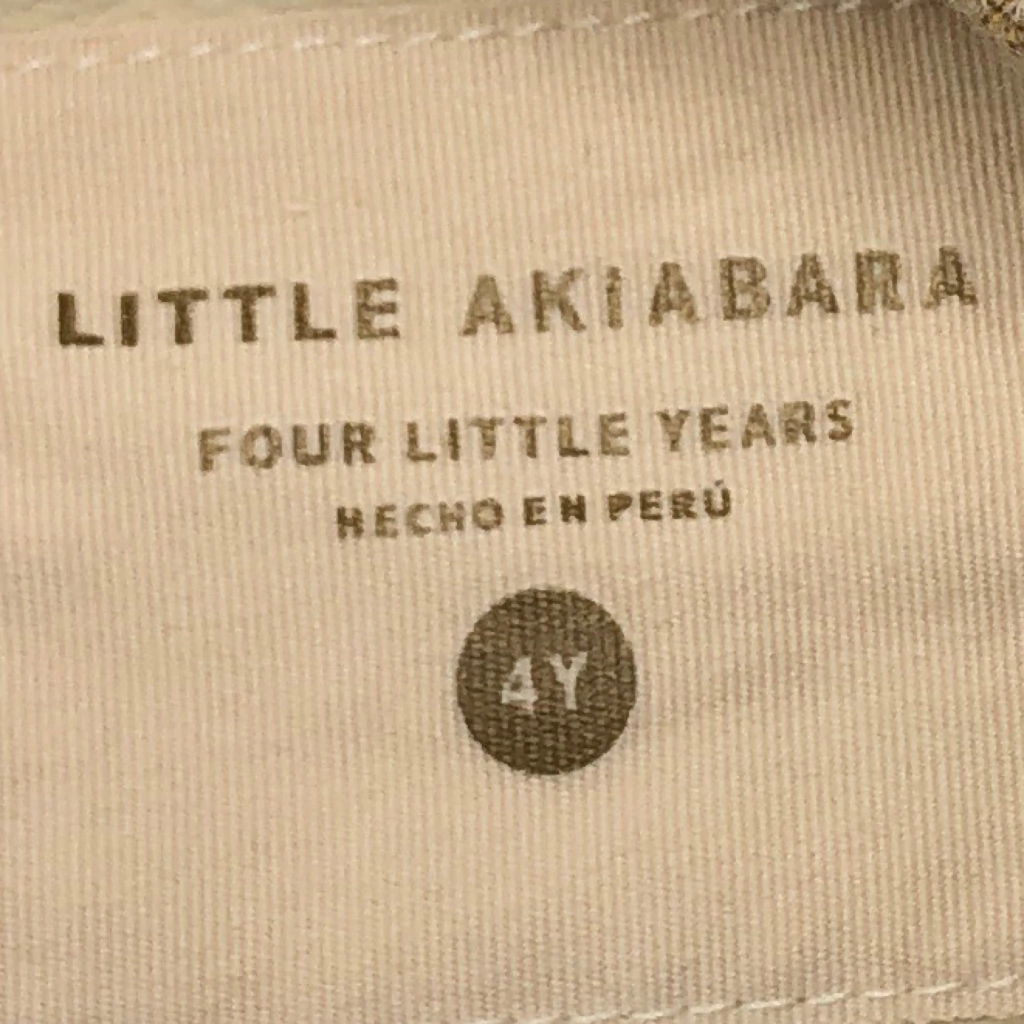 LITTLE AKIABARA
FOUR LITTLE YEARS
HECHO EN PERÚ
4Y